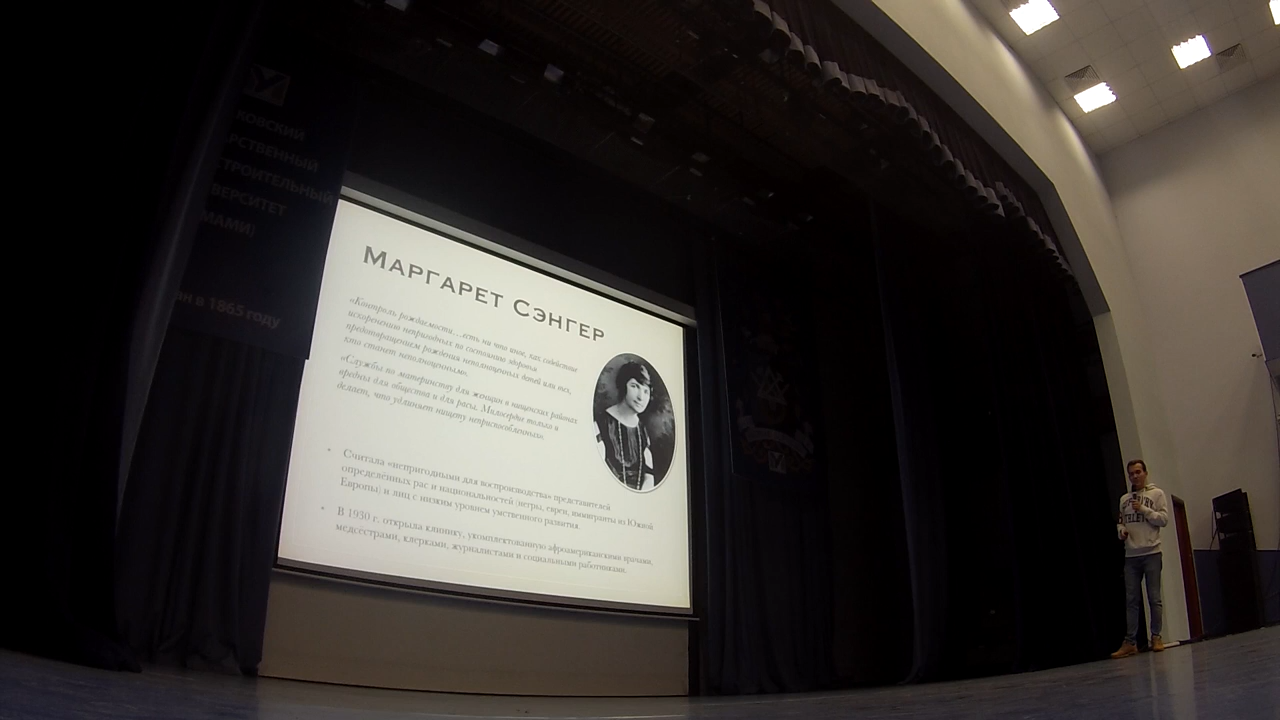 КОВСКИЙ
РСТВЕННЫЙ
ТРОИТЕЛЬНЫЙ
ВЕРСИТЕТ
МАМИ)
ан в 1865 году
Маргарет Сэнгер
«Контроль рождаемости…есть ни что иное, как содействие
искоренению непригодных по состоянию здоровья
предотвращением рождения неполноценных детей или тех,
кто станет неполноценным».
«Службы по материнству для женщин в нищенских районах
вредны для общества и для расы. Милосердие только и
делает, что удлиняет нищету неприспособленных».
• Считала «непригодными для воспроизводства» представителей
определённых рас и национальностей (негры, евреи, иммигранты из Южной
Европы) и лиц с низким уровнем умственного развития.
• В 1930 г. открыла клинику, укомплектованную афроамериканскими врачами,
медсестрами, клерками, журналистами и социальными работниками.